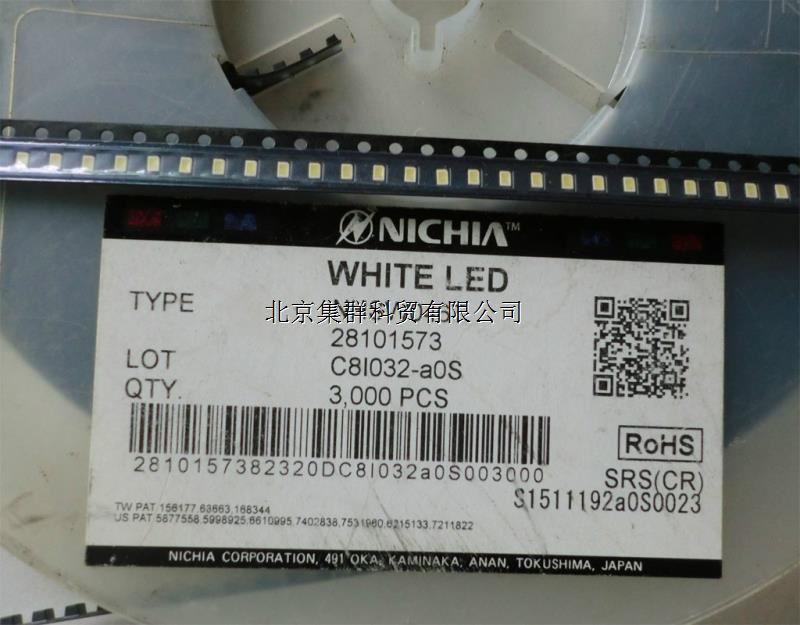 NICHIA™
WHITE LED
TYPE
北京集群科贸有限公司
28101573
LOT C8I032-a0S
QTY. 3,000 PCS
2810157382320DC8I032a0S003000
RoHS
SRS(CR)
S1511192a0S0023
TW PAT 156177,63663,168344
US PAT 5877558,5998925,6610995,7402838,7531960,6215133,7211822
NICHIA CORPORATION, 491 OKA, KAMINAKA, ANAN, TOKUSHIMA, JAPAN